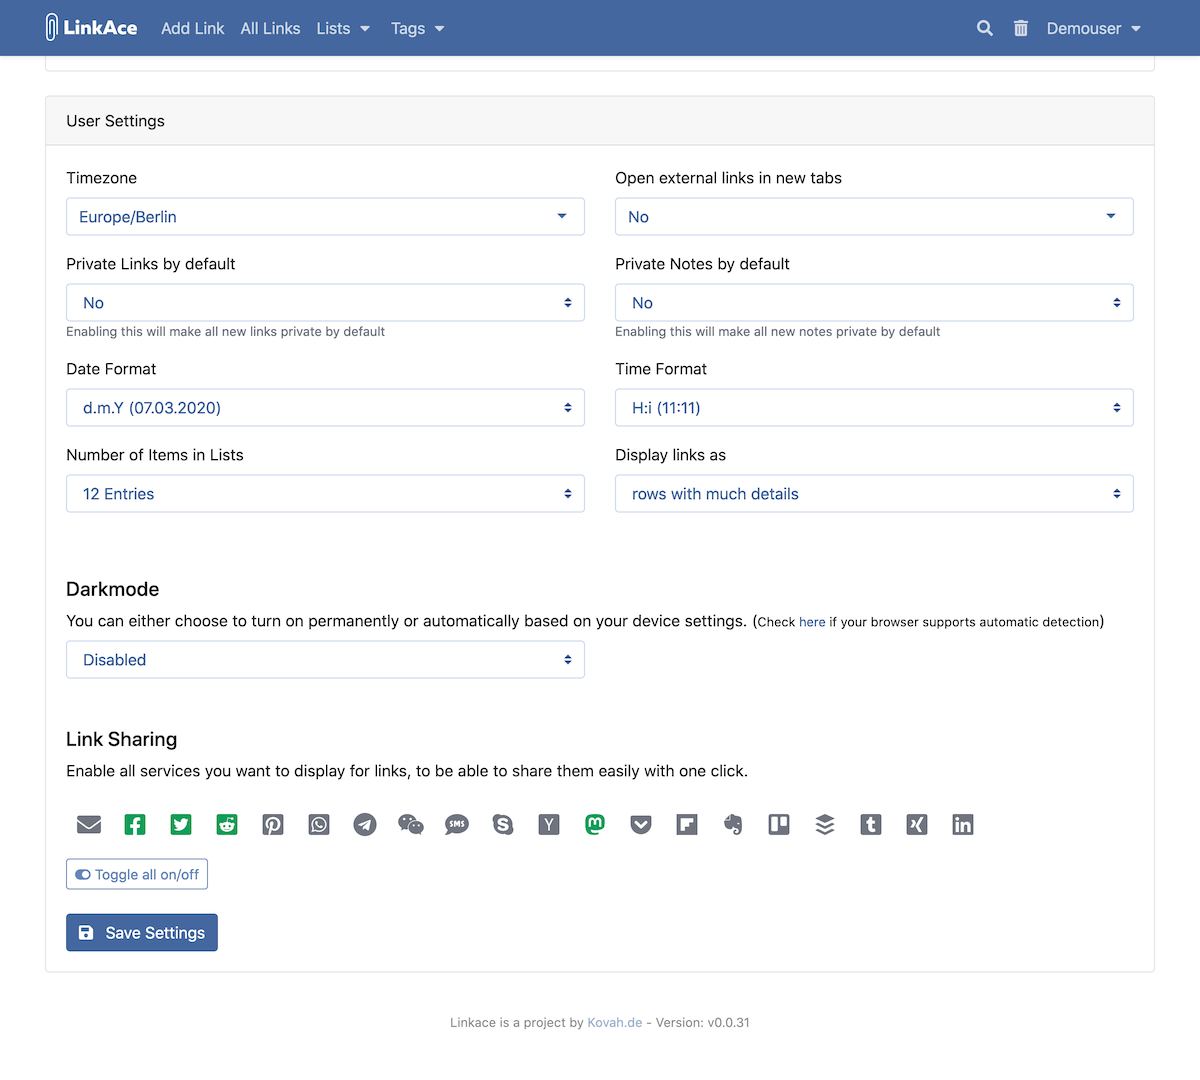 LinkAce Add Link All Links Lists Tags Demouser
User Settings
Timezone Open external links in new tabs
Europe/Berlin No
Private Links by default Private Notes by default
No No
Enabling this will make all new links private by default Enabling this will make all new notes private by default
Date Format Time Format
d.m.Y (07.03.2020) H:i (11:11)
Number of Items in Lists Display links as
12 Entries rows with much details
Darkmode
You can either choose to turn on permanently or automatically based on your device settings. (Check here if your browser supports automatic detection)
Disabled
Link Sharing
Enable all services you want to display for links, to be able to share them easily with one click.
SMS
Toggle all on/off
Save Settings
Linkace is a project by Kovah.de - Version: v0.0.31